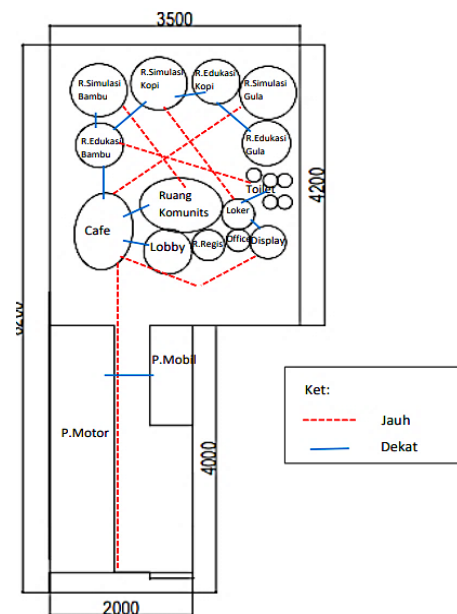 3500
R.Simulasi
Bambu
R.Simulasi
Kopi
R.Edukasi
Kopi
R.Simulasi
Gula
R.Edukasi
Bambu
R.Edukasi
Gula
Toilet
4200
Ruang
Komunits
Loker
Cafe
Lobby
R.Regis
Office
Display
P.Mobil
P.Motor
4000
2000
Ket:
Jauh
Dekat